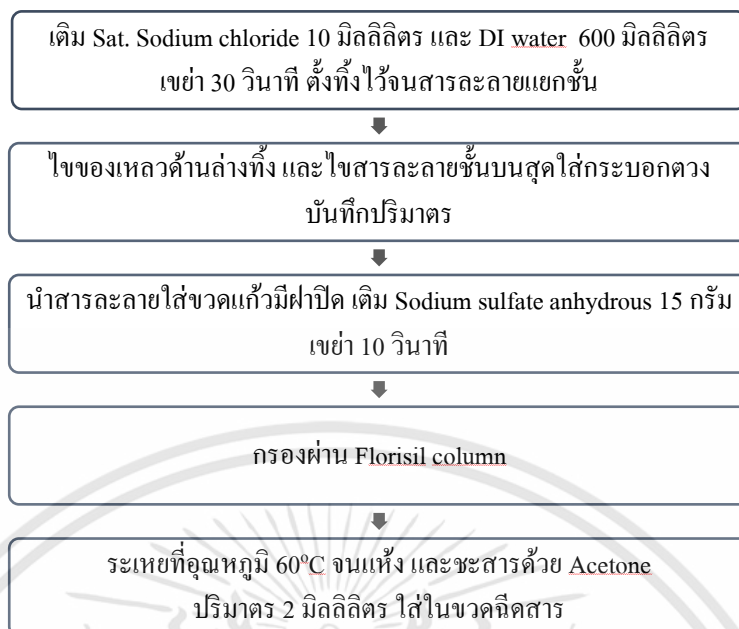 เติม Sat. Sodium chloride 10 มิลลิลิตร และ DI water 600 มิลลิลิตร
เขย่า 30 วินาที ตั้งทิ้งไว้จนสารละลายแยกชั้น
ไขของเหลวด้านล่างทิ้ง และไขสารละลายชั้นบนสุดใส่กระบอกตวง
บันทึกปริมาตร
นำสารละลายใส่ขวดแก้วมีฝาปิด เติม Sodium sulfate anhydrous 15 กรัม
เขย่า 10 วินาที
กรองผ่าน Florisil column
ระเหยที่อุณหภูมิ 60°C จนแห้ง และชะสารด้วย Acetone
ปริมาตร 2 มิลลิลิตร ใส่ในขวดฉีดสาร